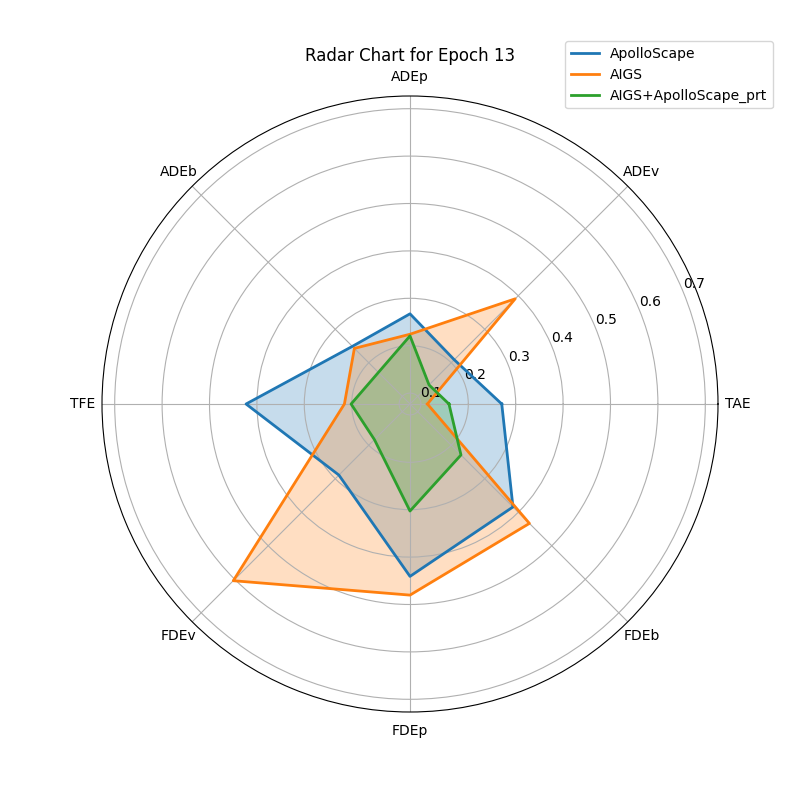 Radar Chart for Epoch 13
ApolloScape
AIGS
AIGS+ApolloScape_prt
ADEp
ADEb
ADEv
0.7
0.6
0.5
0.4
0.3
0.2
0.1
TFE
TAE
FDEv
FDEb
FDEp